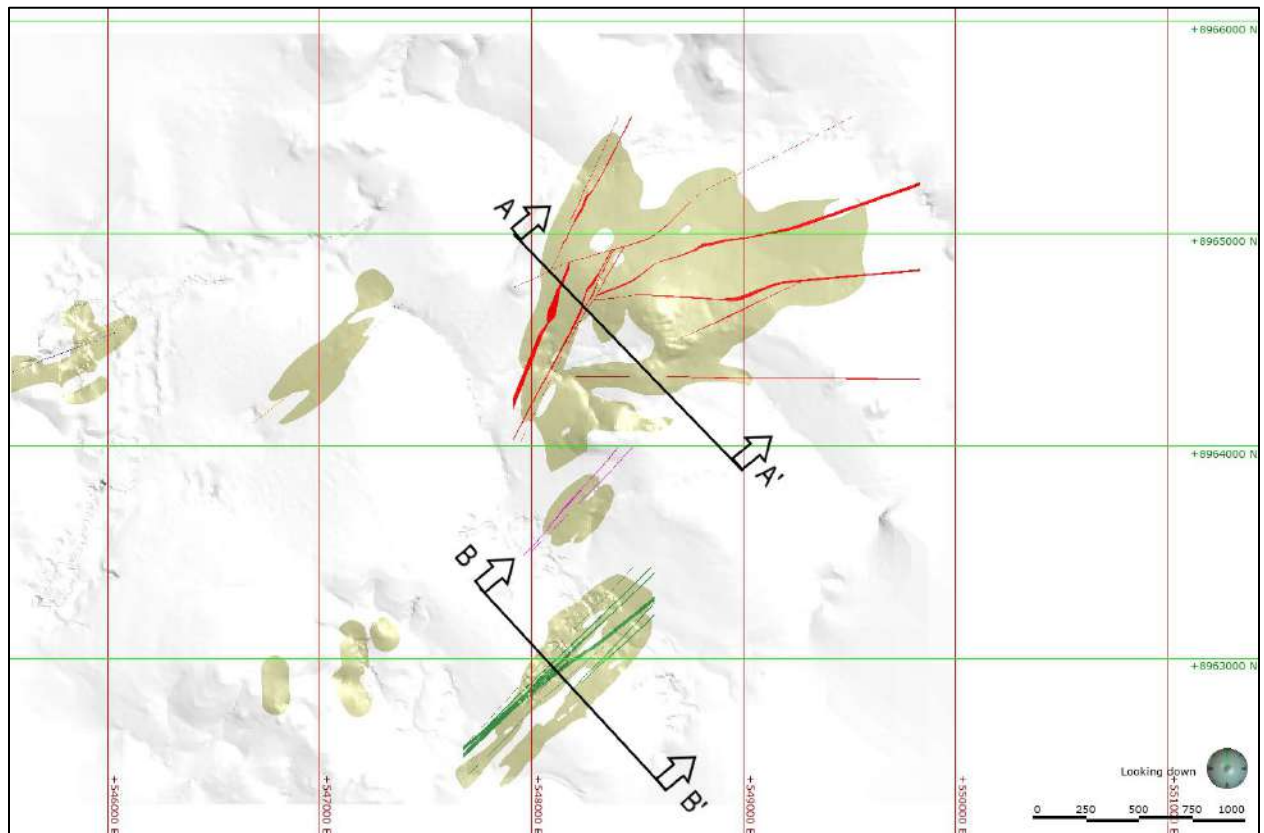 +8966000 N
A
+8965000 N
+8964000 N
A'
B
+8963000 N
B'
+546000 E
+547000 E
+548000 E
+549000 E
+550000 E
+551000 E
Looking down
0 250 500 750 1000